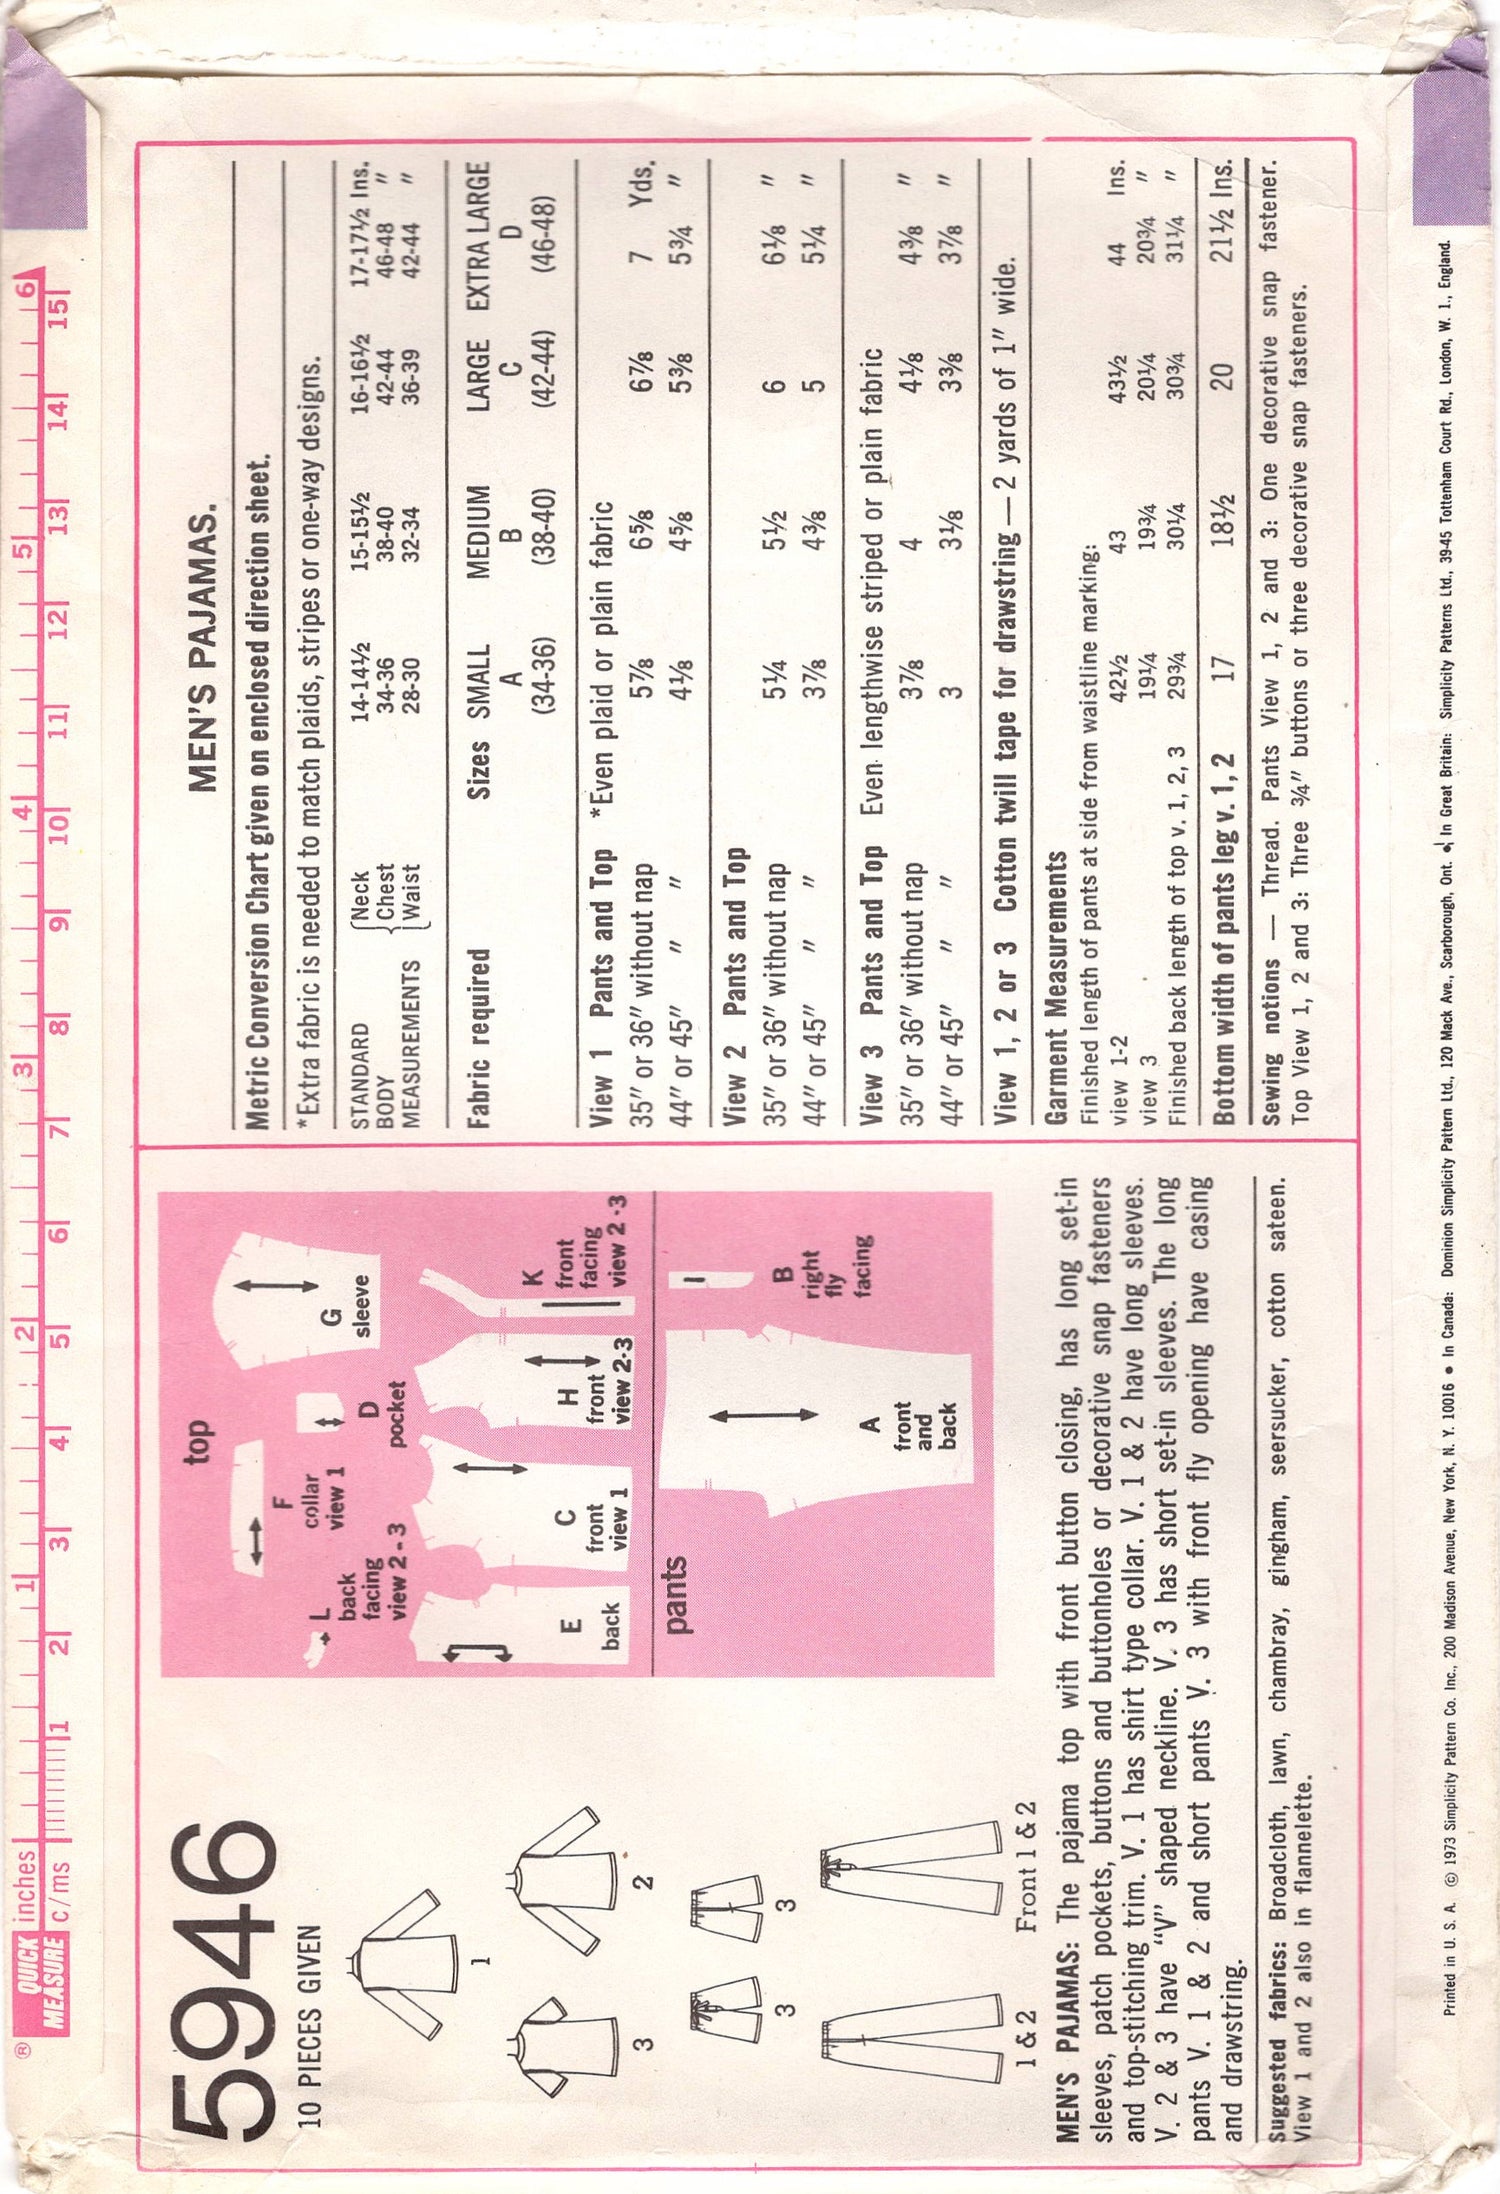 ® QUICK MEASURE inches 1 2 3 4 5 6
c/ms 1 2 3 4 5 6 7 8 9 10 11 12 13 14 15
5946
10 PIECES GIVEN
1
3
2
3
3
1 & 2
Front 1 & 2
top
L
back
facing
view 2-3
F
collar
view 1
D
pocket
G
sleeve
E
back
C
front
view 1
H
front
view 2-3
K
front
facing
view 2-3
pants
A
front
and
back
B
right
fly
facing
MEN'S PAJAMAS: The pajama top with front button closing, has long set-in
sleeves, patch pockets, buttons and buttonholes or decorative snap fasteners
and top-stitching trim. V. 1 has shirt type collar. V. 1 & 2 have long sleeves.
V. 2 & 3 have "V" shaped neckline. V. 3 has short set-in sleeves. The long
pants V. 1 & 2 and short pants V. 3 with front fly opening have casing
and drawstring.
Suggested fabrics: Broadcloth, lawn, chambray, gingham, seersucker, cotton sateen.
View 1 and 2 also in flannelette.
MEN'S PAJAMAS.
Metric Conversion Chart given on enclosed direction sheet.
*Extra fabric is needed to match plaids, stripes or one-way designs.
STANDARD { Neck 14-14½ 15-15½ 16-16½ 17-17½ Ins.
BODY { Chest 34-36 38-40 42-44 46-48 "
MEASUREMENTS { Waist 28-30 32-34 36-39 42-44 "
Fabric required Sizes SMALL MEDIUM LARGE EXTRA LARGE
A B C D
(34-36) (38-40) (42-44) (46-48)
View 1 Pants and Top *Even plaid or plain fabric
35" or 36" without nap 5⅞ 6⅝ 6⅞ 7 Yds.
44" or 45" " " 4⅛ 4⅝ 5⅜ 5¾ "
View 2 Pants and Top
35" or 36" without nap 5¼ 5½ 6 6⅛ "
44" or 45" " " 3⅞ 4⅜ 5 5¼ "
View 3 Pants and Top Even lengthwise striped or plain fabric
35" or 36" without nap 3⅞ 4 4⅛ 4⅜ "
44" or 45" " " 3 3⅛ 3⅜ 3⅞ "
View 1, 2 or 3 Cotton twill tape for drawstring — 2 yards of 1" wide.
Garment Measurements
Finished length of pants at side from waistline marking:
view 1-2 42½ 43 43½ 44 Ins.
view 3 19¼ 19¾ 20¼ 20¾ "
Finished back length of top v. 1, 2, 3 29¾ 30¼ 30¾ 31¼ "
Bottom width of pants leg v. 1, 2 17 18½ 20 21½ Ins.
Sewing notions — Thread. Pants View 1, 2 and 3: One decorative snap fastener.
Top View 1, 2 and 3: Three ¾" buttons or three decorative snap fasteners.
Printed in U. S. A. © 1973 Simplicity Pattern Co. Inc., 200 Madison Avenue, New York, N. Y. 10016 • In Canada: Dominion Simplicity Pattern Ltd., 120 Mack Ave., Scarborough, Ont. • In Great Britain: Simplicity Patterns Ltd., 39-45 Tottenham Court Rd., London, W. 1., England.